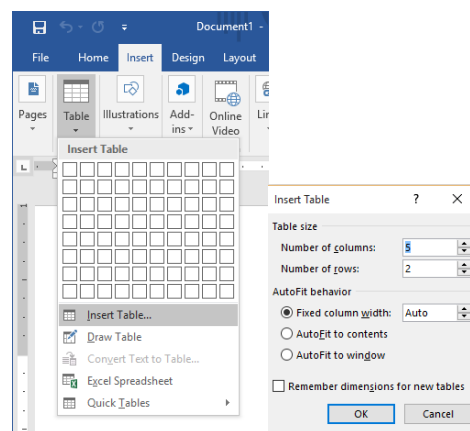 Document1 -
File Home Insert Design Layout
Pages Table Illustrations Add-
ins Online
Video
Insert Table
Insert Table...
Draw Table
Convert Text to Table...
Excel Spreadsheet
Quick Tables
Insert Table ? X
Table size
Number of columns: 5
Number of rows: 2
AutoFit behavior
Fixed column width: Auto
AutoFit to contents
AutoFit to window
Remember dimensions for new tables
OK Cancel